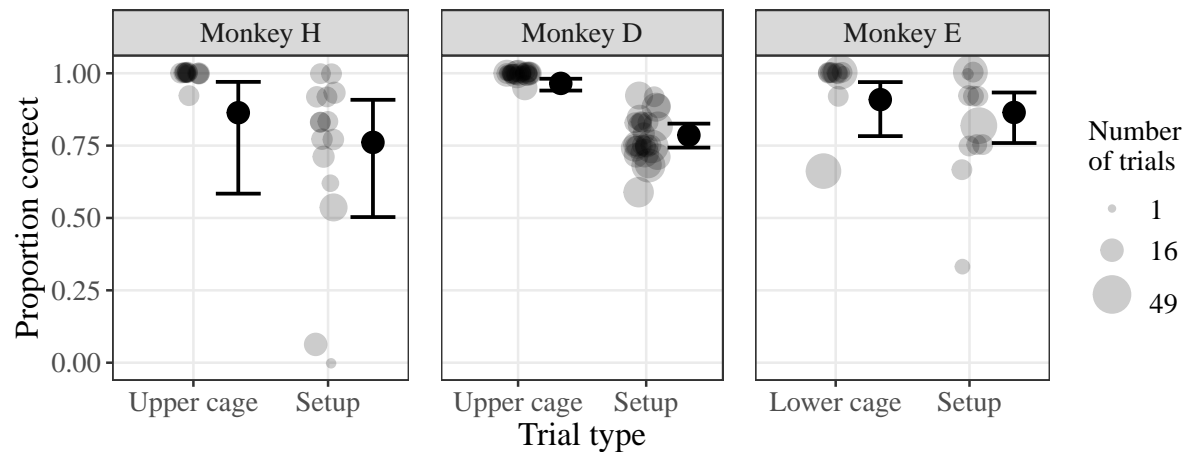 Monkey H
Monkey D
Monkey E
Proportion correct
1.00
0.75
0.50
0.25
0.00
Upper cage
Setup
Upper cage
Setup
Lower cage
Setup
Trial type
Number
of trials
1
16
49